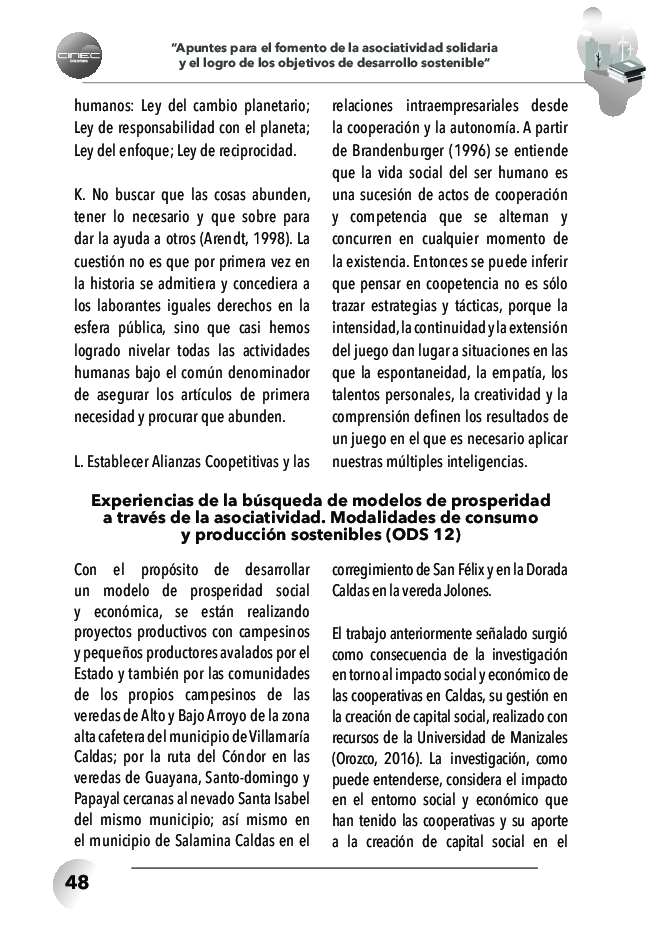 CINEC
"Apuntes para el fomento de la asociatividad solidaria
y el logro de los objetivos de desarrollo sostenible"
humanos: Ley del cambio planetario;
Ley de responsabilidad con el planeta;
Ley del enfoque; Ley de reciprocidad.
K. No buscar que las cosas abunden,
tener lo necesario y que sobre para
dar la ayuda a otros (Arendt, 1998). La
cuestión no es que por primera vez en
la historia se admitiera y concediera a
los laborantes iguales derechos en la
esfera pública, sino que casi hemos
logrado nivelar todas las actividades
humanas bajo el común denominador
de asegurar los artículos de primera
necesidad y procurar que abunden.
L. Establecer Alianzas Coopetitivas y las
relaciones intraempresariales desde
la cooperación y la autonomía. A partir
de Brandenburger (1996) se entiende
que la vida social del ser humano es
una sucesión de actos de cooperación
y competencia que se alternan y
concurren en cualquier momento de
la existencia. Entonces se puede inferir
que pensar en coopetencia no es sólo
trazar estrategias y tácticas, porque la
intensidad, la continuidad y la extensión
del juego dan lugar a situaciones en las
que la espontaneidad, la empatía, los
talentos personales, la creatividad y la
comprensión definen los resultados de
un juego en el que es necesario aplicar
nuestras múltiples inteligencias.
Experiencias de la búsqueda de modelos de prosperidad
a través de la asociatividad. Modalidades de consumo
y producción sostenibles (ODS 12)
Con el propósito de desarrollar
un modelo de prosperidad social
y económica, se están realizando
proyectos productivos con campesinos
y pequeños productores avalados por el
Estado y también por las comunidades
de los propios campesinos de las
veredas de Alto y Bajo Arroyo de la zona
alta cafetera del municipio de Villamaría
Caldas; por la ruta del Cóndor en las
veredas de Guayana, Santo-domingo y
Papayal cercanas al nevado Santa Isabel
del mismo municipio; así mismo en
el municipio de Salamina Caldas en el
corregimiento de San Félix y en la Dorada
Caldas en la vereda Jolones.
El trabajo anteriormente señalado surgió
como consecuencia de la investigación
en torno al impacto social y económico de
las cooperativas en Caldas, su gestión en
la creación de capital social, realizado con
recursos de la Universidad de Manizales
(Orozco, 2016). La investigación, como
puede entenderse, considera el impacto
en el entorno social y económico que
han tenido las cooperativas y su aporte
a la creación de capital social en el
48